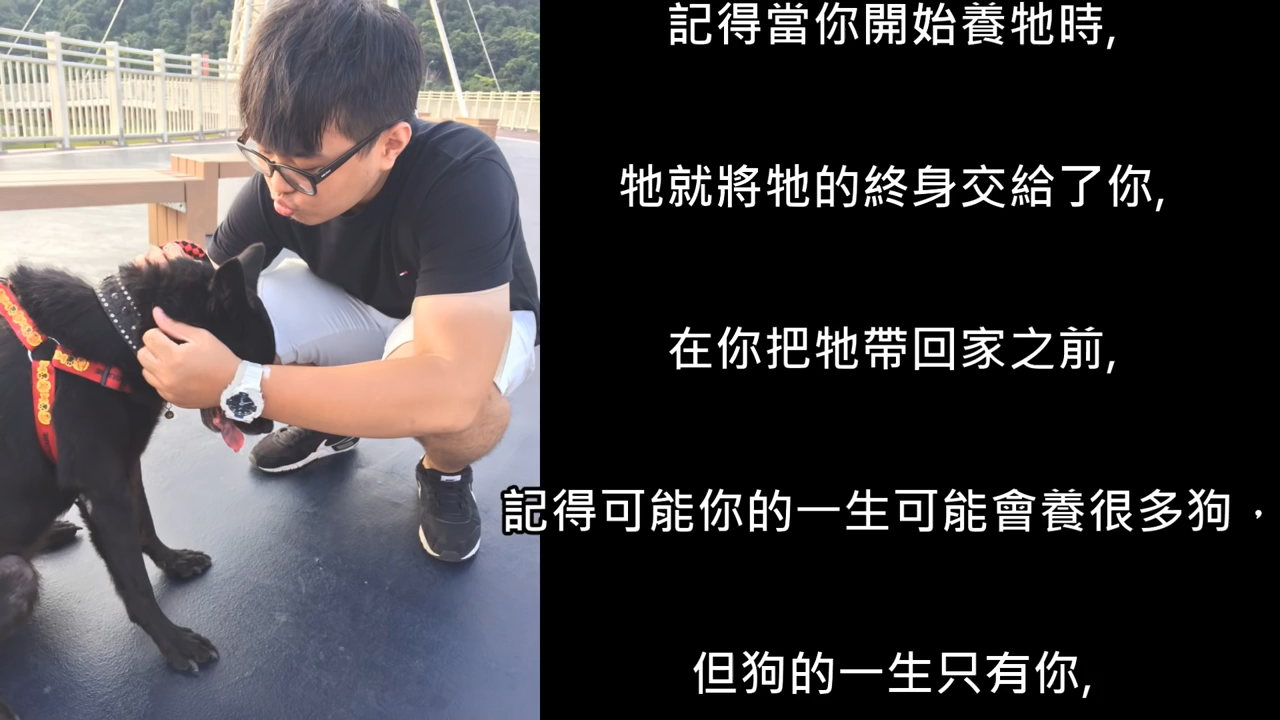 記得當你開始養牠時,
牠就將牠的終身交給了你,
在你把牠帶回家之前,
記得可能你的一生可能會養很多狗，
但狗的一生只有你,